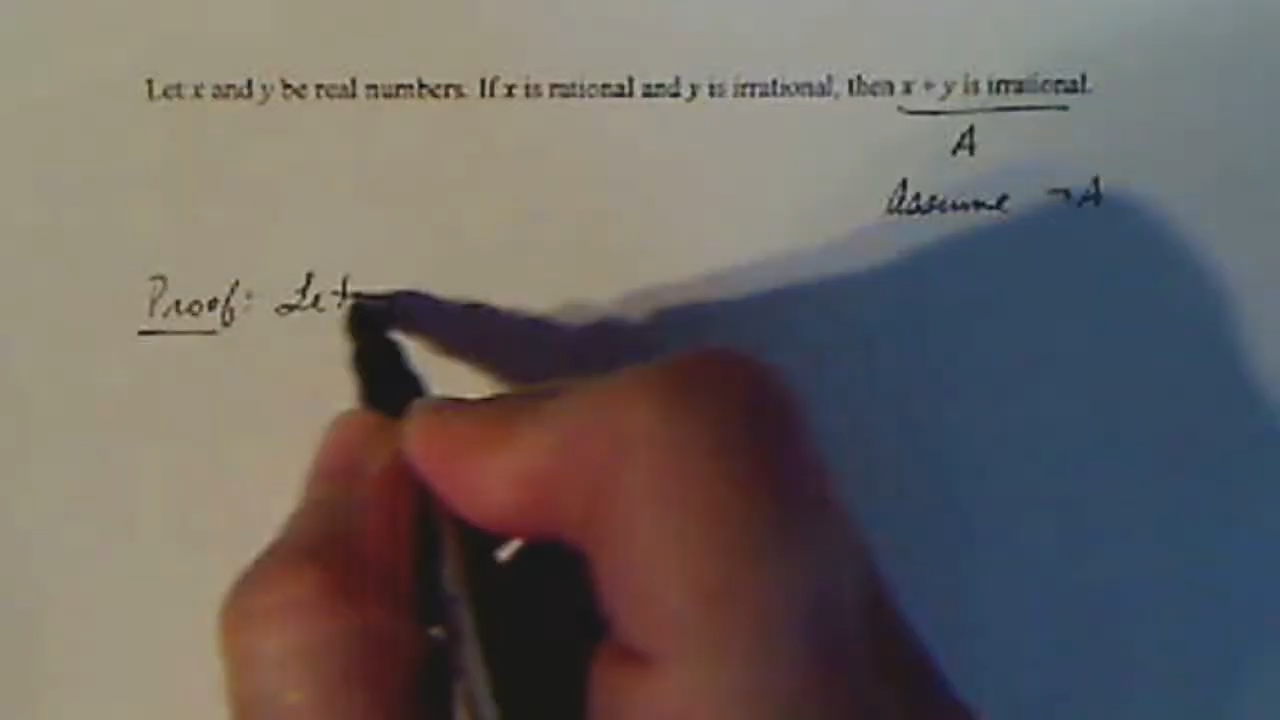 Let x and y be real numbers. If x is rational and y is irrational, then x + y is irrational.
A
Assume ¬A
Proof: Let